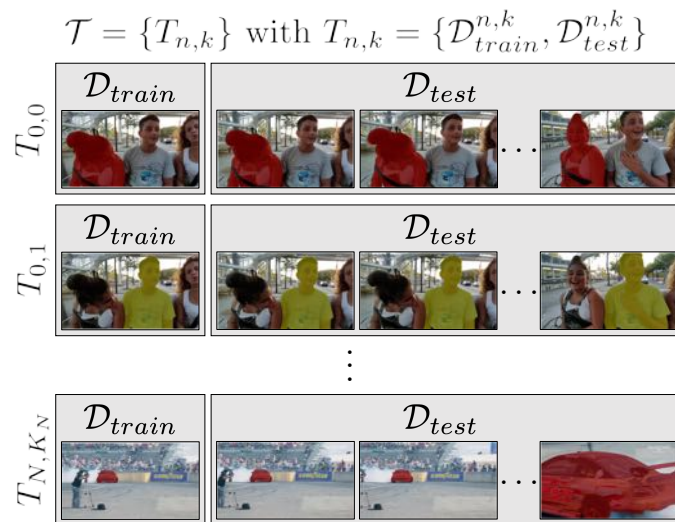 𝒯 = {T_{n,k}} with T_{n,k} = {𝒟^{n,k}_{train}, 𝒟^{n,k}_{test}}
T_{0,0}
𝒟_{train} 𝒟_{test}
...
T_{0,1}
𝒟_{train} 𝒟_{test}
...
⋮
T_{N,K_N}
𝒟_{train} 𝒟_{test}
...